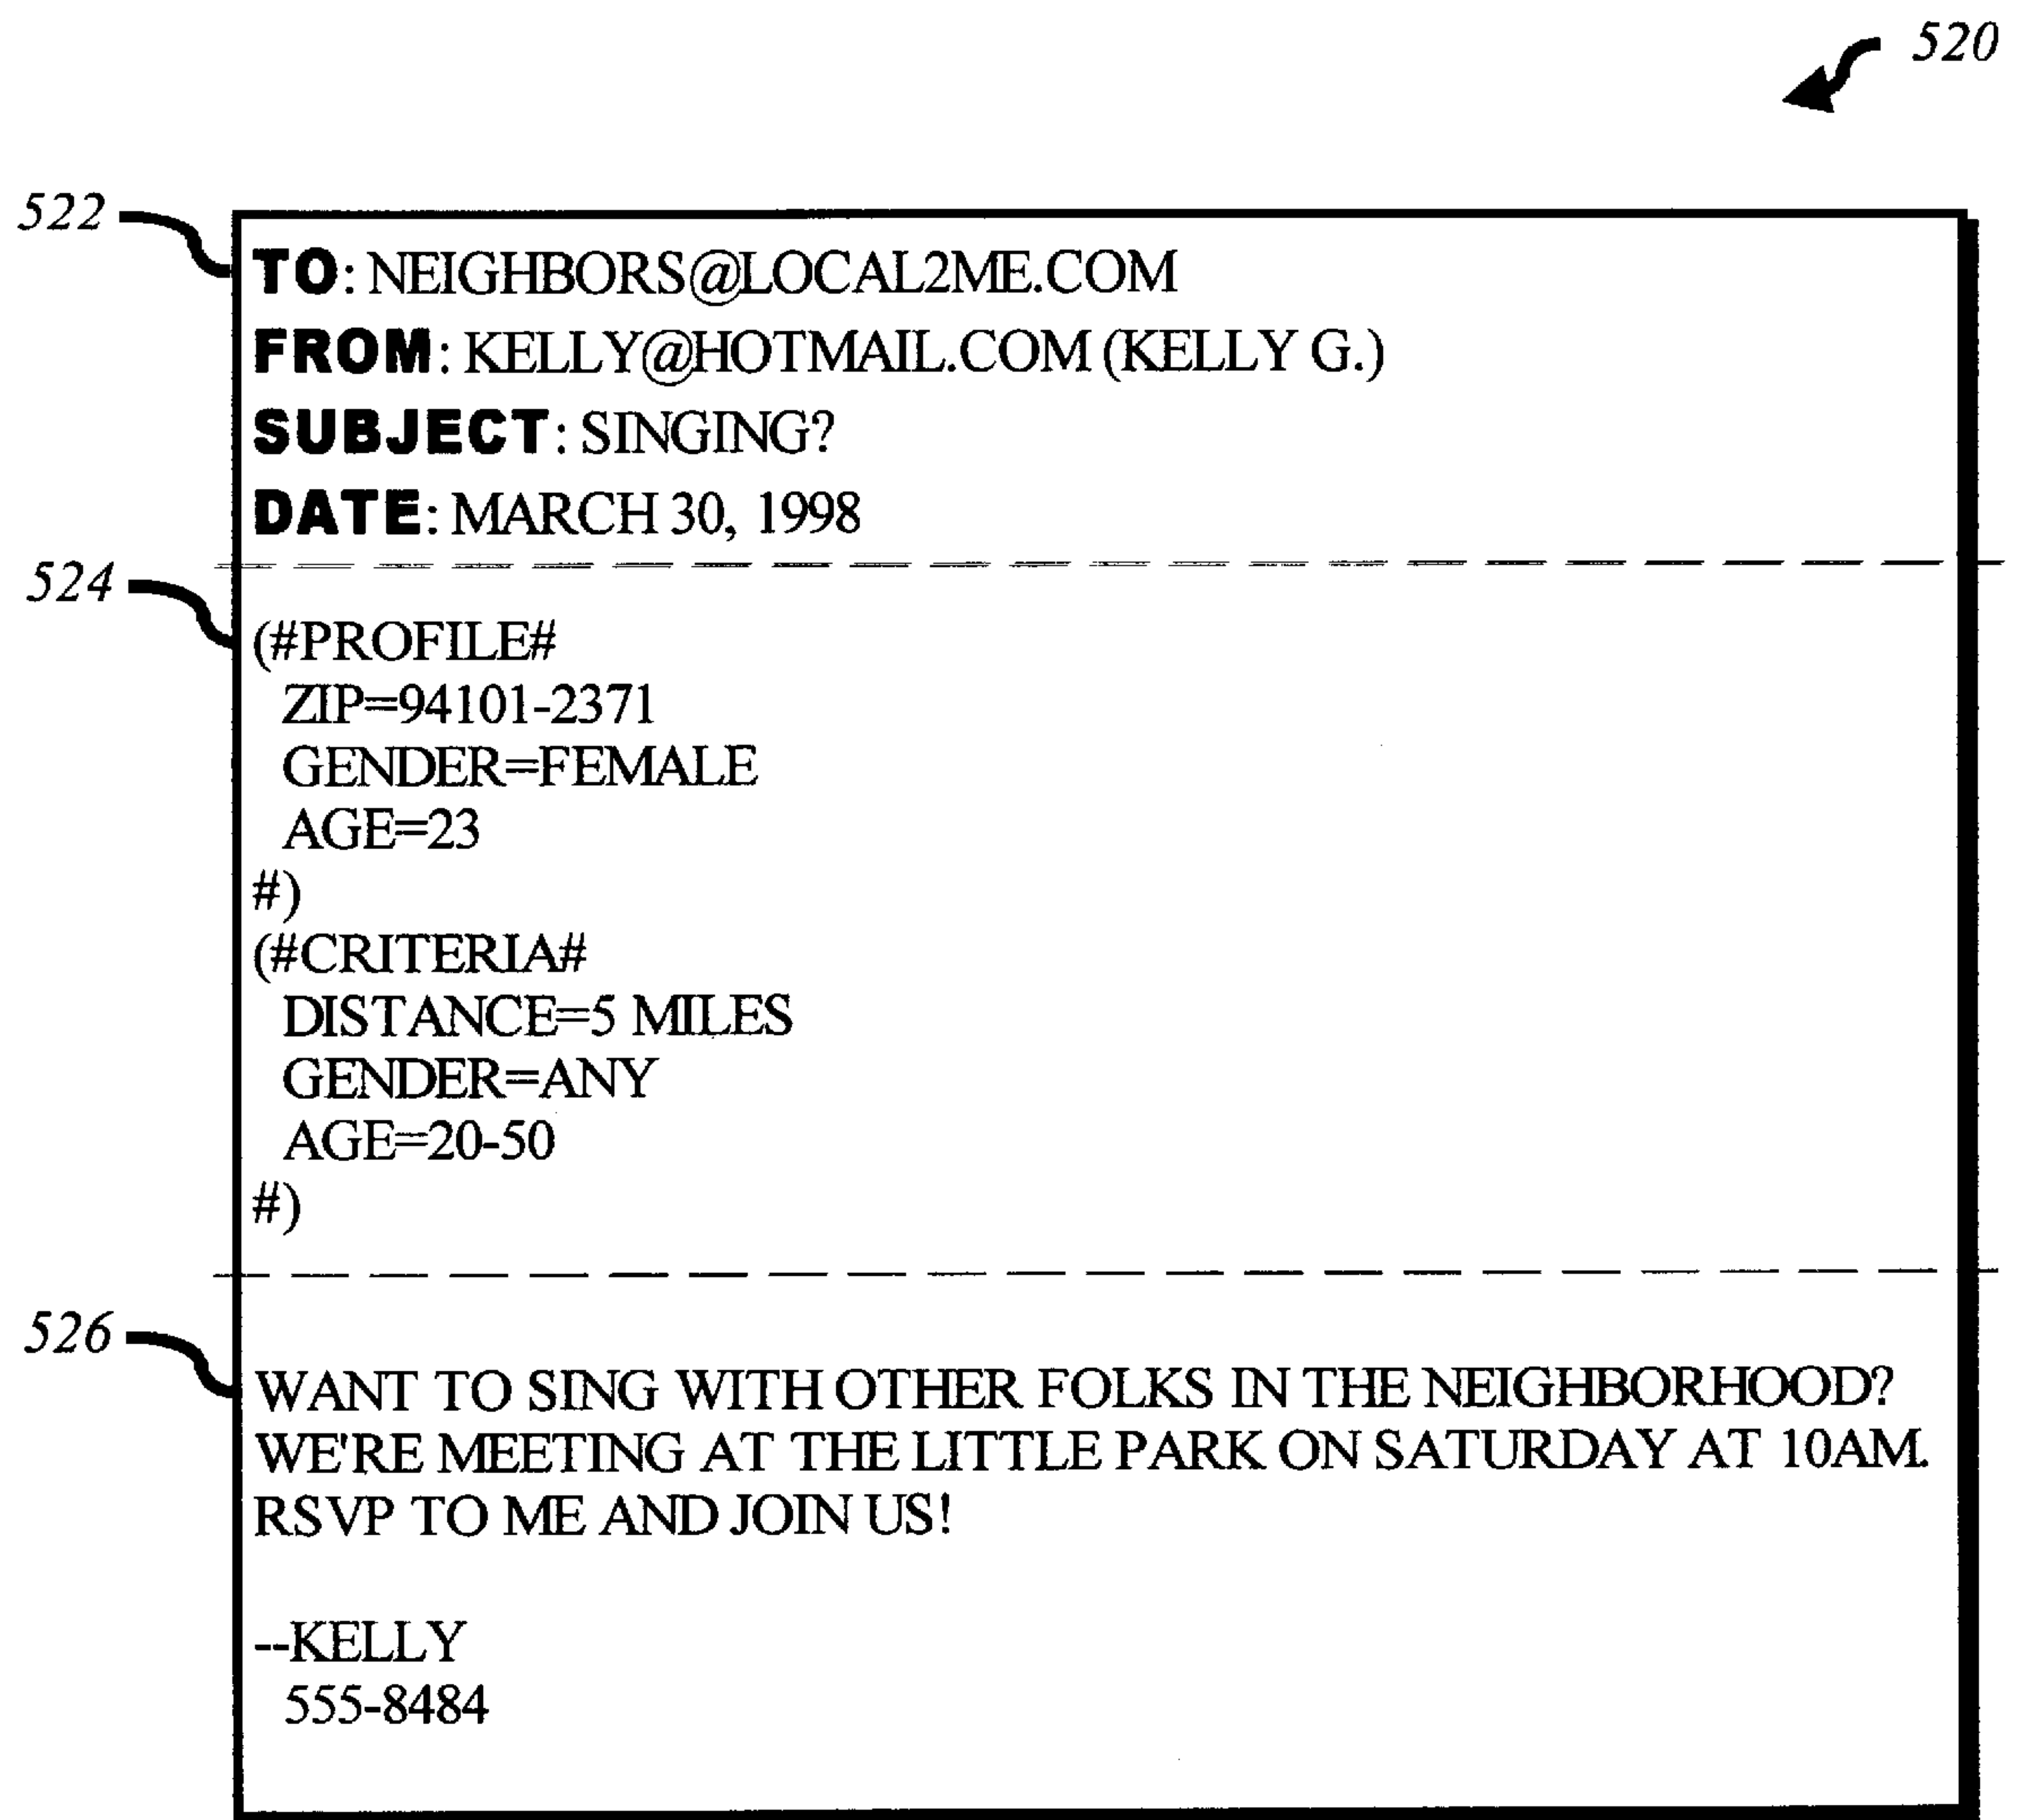 520
522
TO: NEIGHBORS@LOCAL2ME.COM
FROM: KELLY@HOTMAIL.COM (KELLY G.)
SUBJECT: SINGING?
DATE: MARCH 30, 1998
524
(#PROFILE#
ZIP=94101-2371
GENDER=FEMALE
AGE=23
#)
(#CRITERIA#
DISTANCE=5 MILES
GENDER=ANY
AGE=20-50
#)
526
WANT TO SING WITH OTHER FOLKS IN THE NEIGHBORHOOD?
WE'RE MEETING AT THE LITTLE PARK ON SATURDAY AT 10AM.
RSVP TO ME AND JOIN US!
--KELLY
555-8484